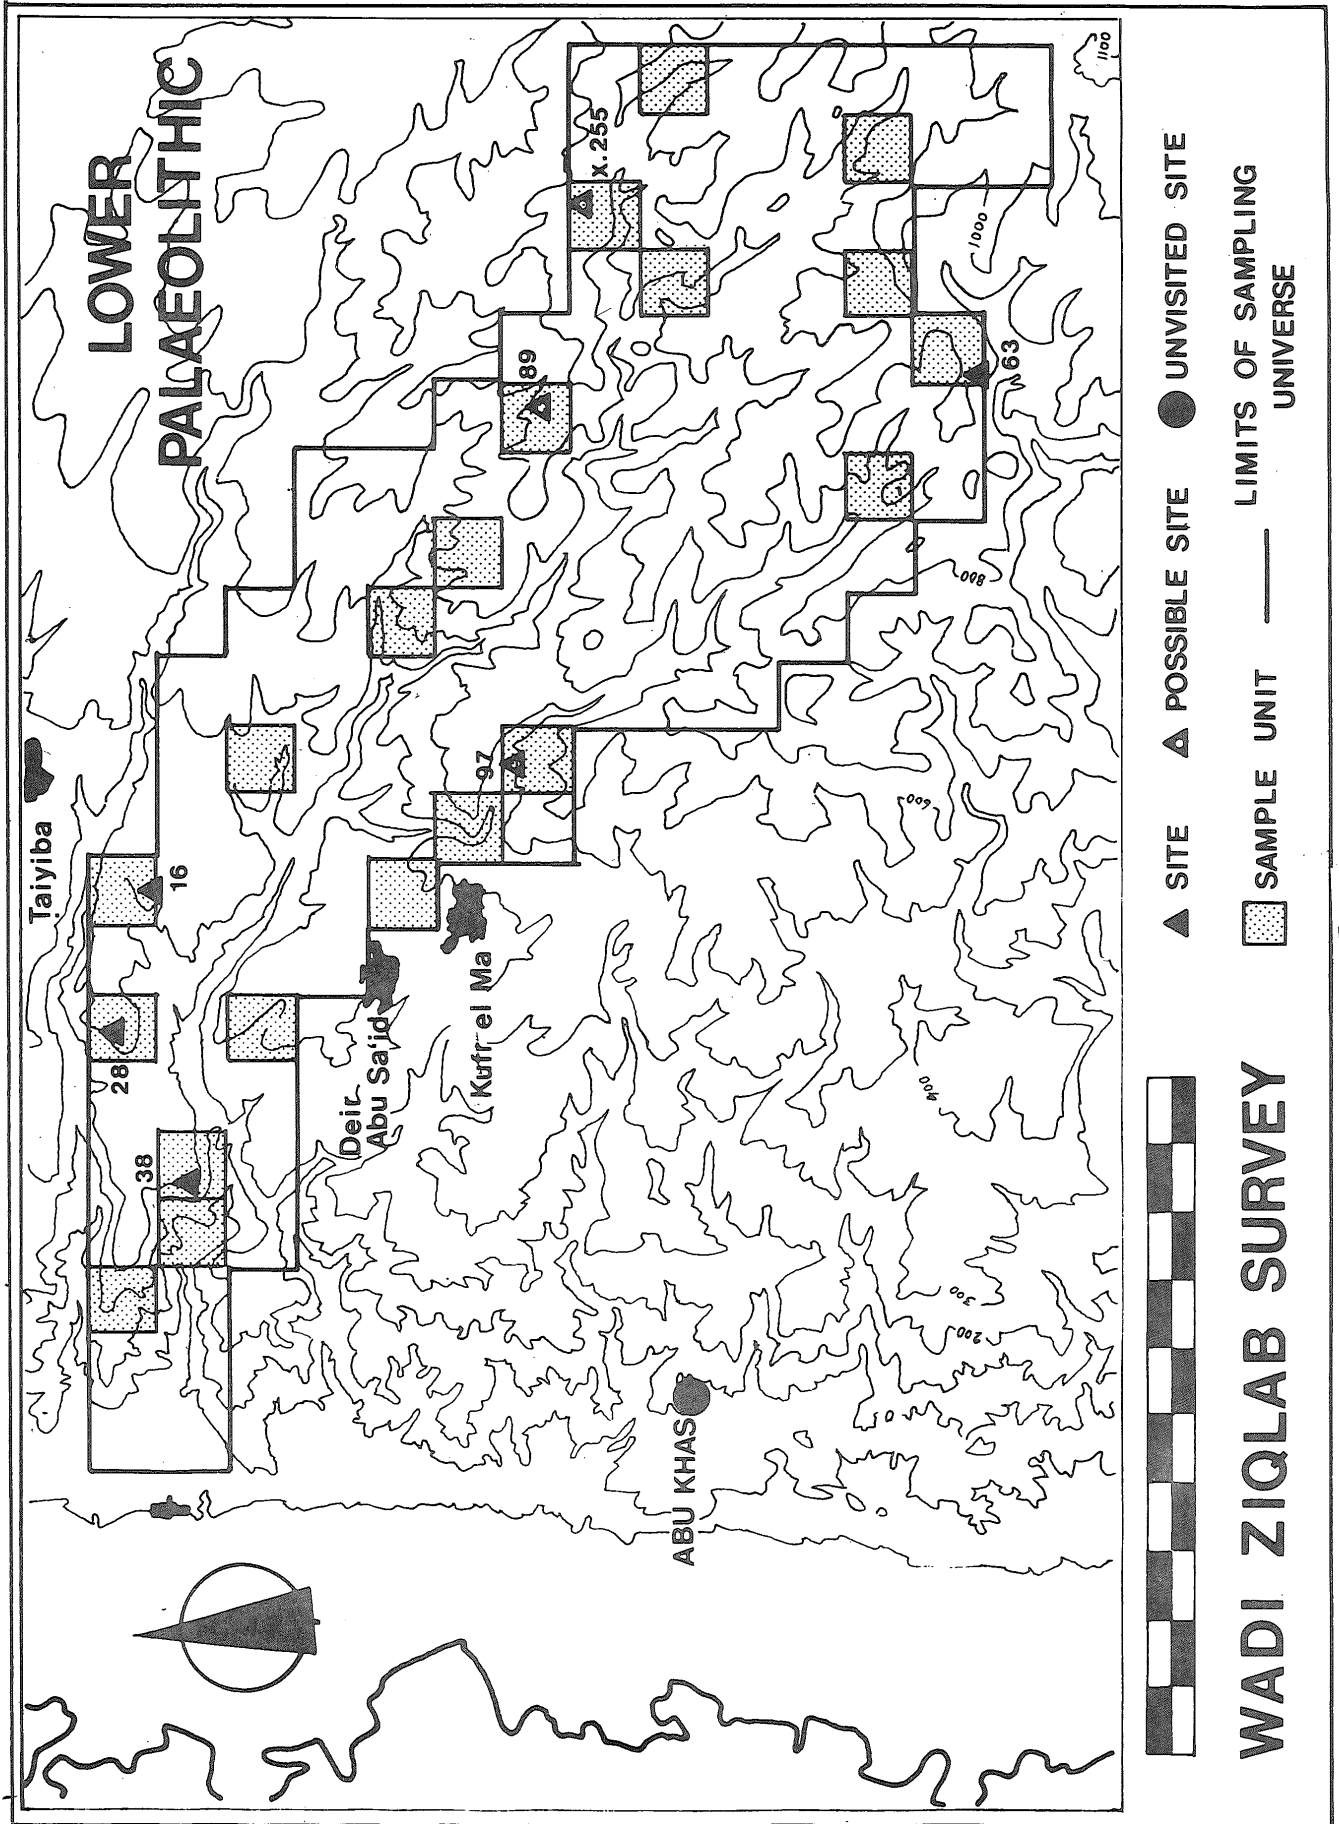 LOWER
PALAEOLITHIC
Taiyiba
16
28
38
Deir
Abu Sa'id
Kufr el Ma
97
89
X.255
63
ABU KHAS
1100
1000
800
600
400
300
200
SITE
POSSIBLE SITE
UNVISITED SITE
SAMPLE UNIT
LIMITS OF SAMPLING
UNIVERSE
WADI ZIQLAB SURVEY